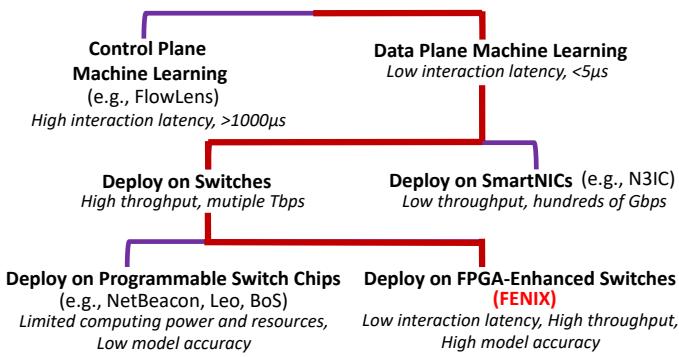 Control Plane
Machine Learning
(e.g., FlowLens)
High interaction latency, >1000μs
Data Plane Machine Learning
Low interaction latency, <5μs
Deploy on Switches
High throghput, mutiple Tbps
Deploy on SmartNICs (e.g., N3IC)
Low throughput, hundreds of Gbps
Deploy on Programmable Switch Chips
(e.g., NetBeacon, Leo, BoS)
Limited computing power and resources,
Low model accuracy
Deploy on FPGA-Enhanced Switches
(FENIX)
Low interaction latency, High throughput,
High model accuracy